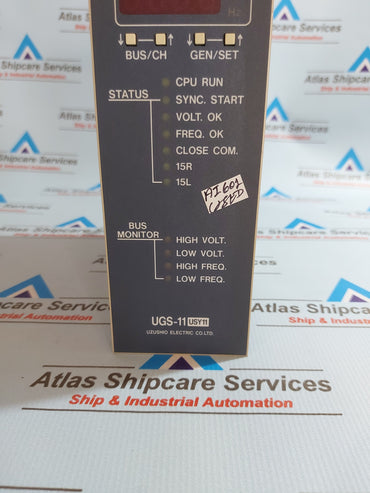 Hz
↓ ↑ ↓ ↑
BUS/CH GEN/SET
CPU RUN
STATUS SYNC. START
VOLT. OK
FREQ. OK
CLOSE COM.
15R
15L
BUS
MONITOR
HIGH VOLT.
LOW VOLT.
HIGH FREQ.
LOW FREQ.
UGS-11 USY11
UZUSHIO ELECTRIC CO.LTD.
Atlas Shipcare Services
Ship & Industrial Automation